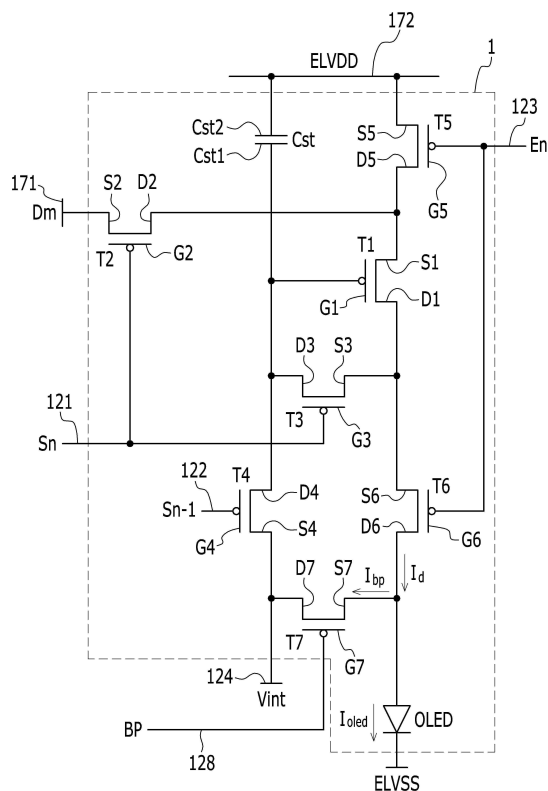 172
ELVDD
1
Cst2
Cst
Cst1
S5
T5
123
En
D5
G5
171
S2
D2
Dm
T2
G2
T1
S1
G1
D1
D3
S3
121
T3
G3
Sn
122
T4
D4
S6
T6
Sn-1
G4
S4
D6
G6
D7
S7
Ibp
Id
T7
G7
124
Vint
BP
128
Ioled
OLED
ELVSS